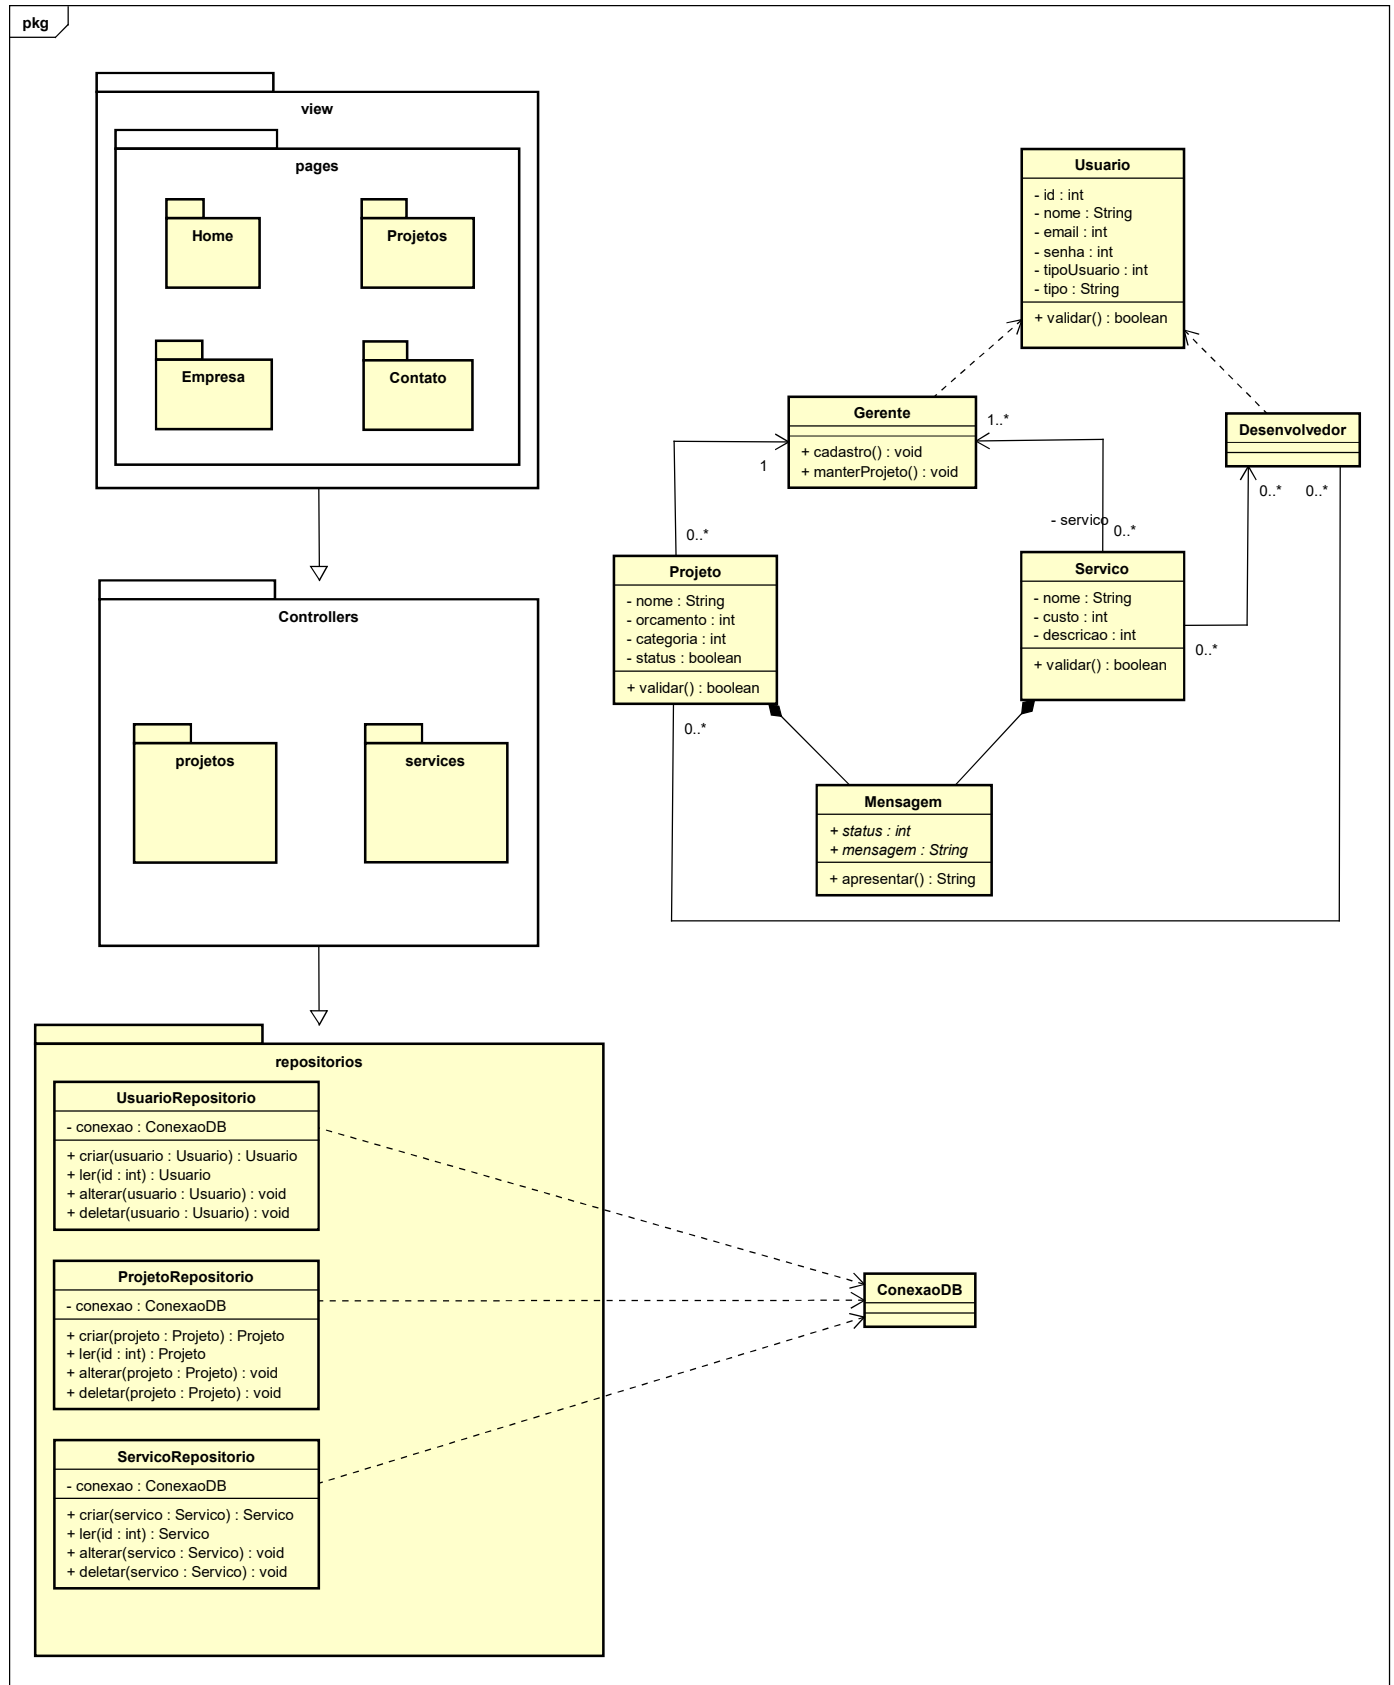 pkg
view
pages
Home
Projetos
Empresa
Contato
Usuario
- id : int
- nome : String
- email : int
- senha : int
- tipoUsuario : int
- tipo : String
+ validar() : boolean
Gerente
+ cadastro() : void
+ manterProjeto() : void
1..*
1
Desenvolvedor
0..*
0..*
- servico
0..*
0..*
Projeto
- nome : String
- orcamento : int
- categoria : int
- status : boolean
+ validar() : boolean
0..*
Servico
- nome : String
- custo : int
- descricao : int
+ validar() : boolean
0..*
Mensagem
+ status : int
+ mensagem : String
+ apresentar() : String
Controllers
projetos
services
repositorios
UsuarioRepositorio
- conexao : ConexaoDB
+ criar(usuario : Usuario) : Usuario
+ ler(id : int) : Usuario
+ alterar(usuario : Usuario) : void
+ deletar(usuario : Usuario) : void
ProjetoRepositorio
- conexao : ConexaoDB
+ criar(projeto : Projeto) : Projeto
+ ler(id : int) : Projeto
+ alterar(projeto : Projeto) : void
+ deletar(projeto : Projeto) : void
ConexaoDB
ServicoRepositorio
- conexao : ConexaoDB
+ criar(servico : Servico) : Servico
+ ler(id : int) : Servico
+ alterar(servico : Servico) : void
+ deletar(servico : Servico) : void